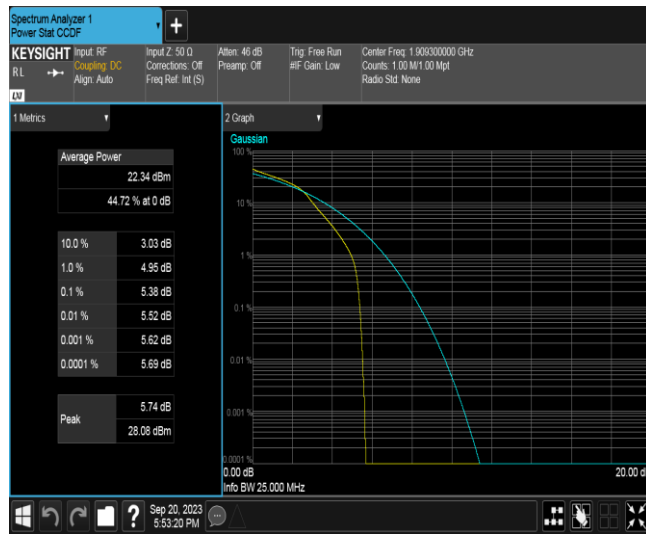 Spectrum Analyzer 1
Power Stat CCDF
+
KEYSIGHT
RL
LXI
Input: RF
Coupling: DC
Align: Auto
Input Z: 50 Ω
Corrections: Off
Freq Ref: Int (S)
Atten: 46 dB
Preamp: Off
Trig: Free Run
#IF Gain: Low
Center Freq: 1.909300000 GHz
Counts: 1.00 M/1.00 Mpt
Radio Std: None
1 Metrics
Average Power
22.34 dBm
44.72 % at 0 dB
10.0 % 3.03 dB
1.0 % 4.95 dB
0.1 % 5.38 dB
0.01 % 5.52 dB
0.001 % 5.62 dB
0.0001 % 5.69 dB
Peak
5.74 dB
28.08 dBm
2 Graph
Gaussian
100 %
10 %
1 %
0.1 %
0.01 %
0.001 %
0.0001 %
0.00 dB
20.00 d
Info BW 25.000 MHz
?
Sep 20, 2023
5:53:20 PM